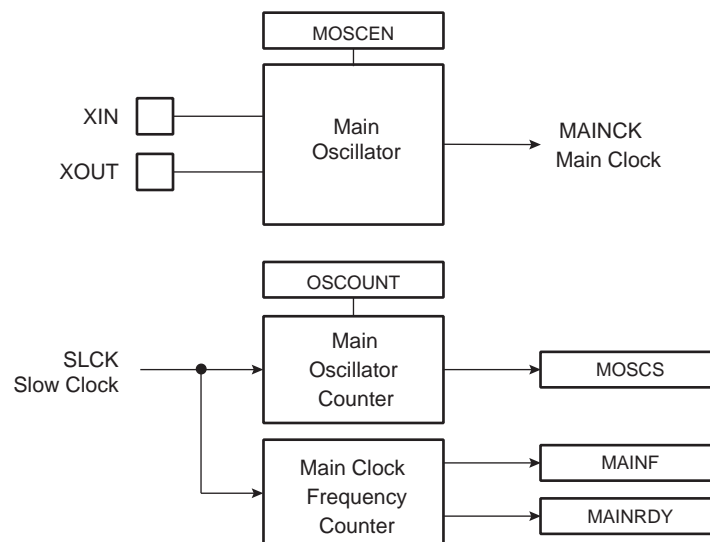 MOSCEN
XIN
XOUT
Main
Oscillator
MAINCK
Main Clock
OSCOUNT
SLCK
Slow Clock
Main
Oscillator
Counter
MOSCS
Main Clock
Frequency
Counter
MAINF
MAINRDY